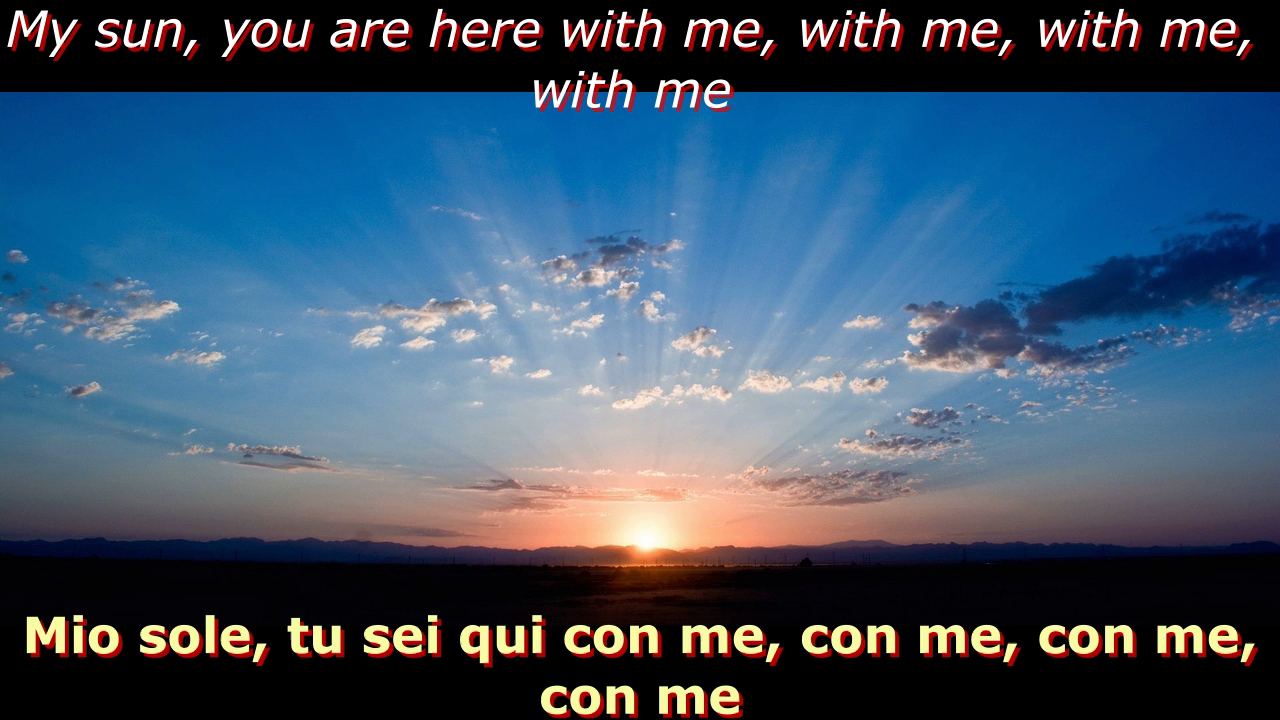 My sun, you are here with me, with me, with me,
with me
Mio sole, tu sei qui con me, con me, con me,
con me